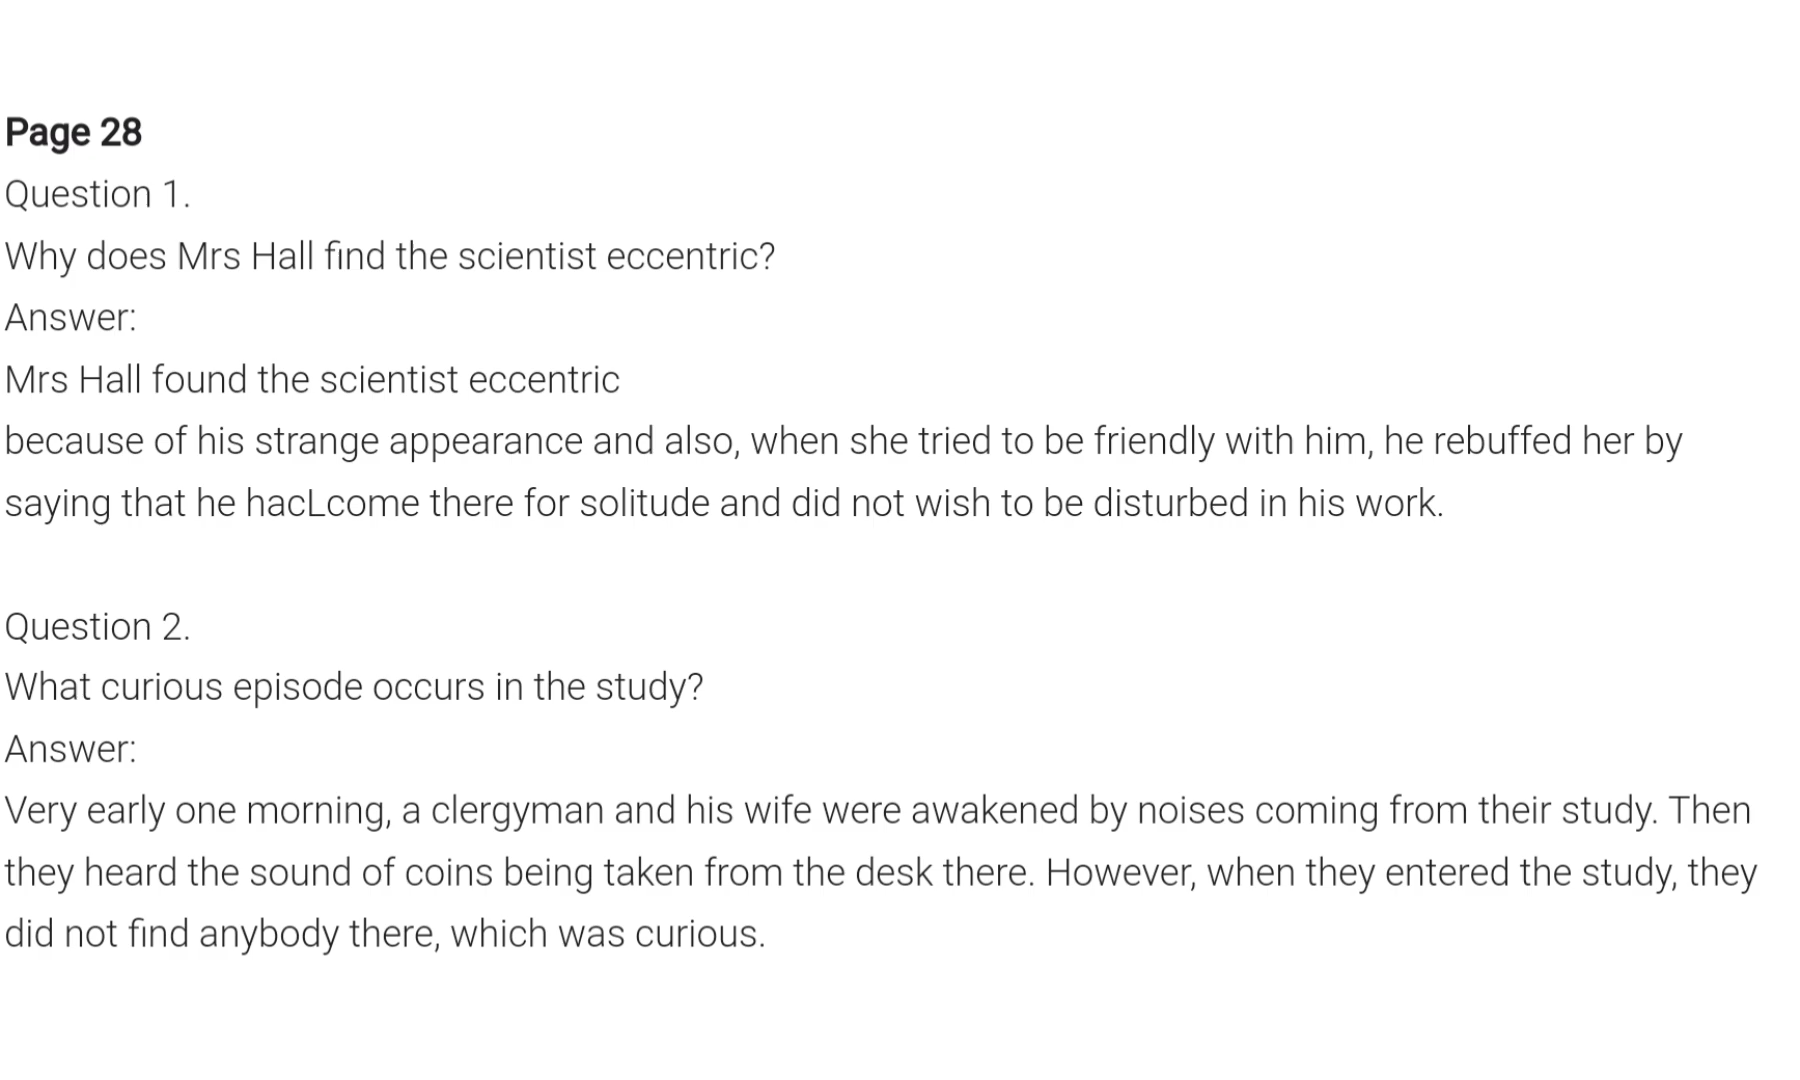 Page 28
Question 1.
Why does Mrs Hall find the scientist eccentric?
Answer:
Mrs Hall found the scientist eccentric
because of his strange appearance and also, when she tried to be friendly with him, he rebuffed her by
saying that he hacLcome there for solitude and did not wish to be disturbed in his work.
Question 2.
What curious episode occurs in the study?
Answer:
Very early one morning, a clergyman and his wife were awakened by noises coming from their study. Then
they heard the sound of coins being taken from the desk there. However, when they entered the study, they
did not find anybody there, which was curious.